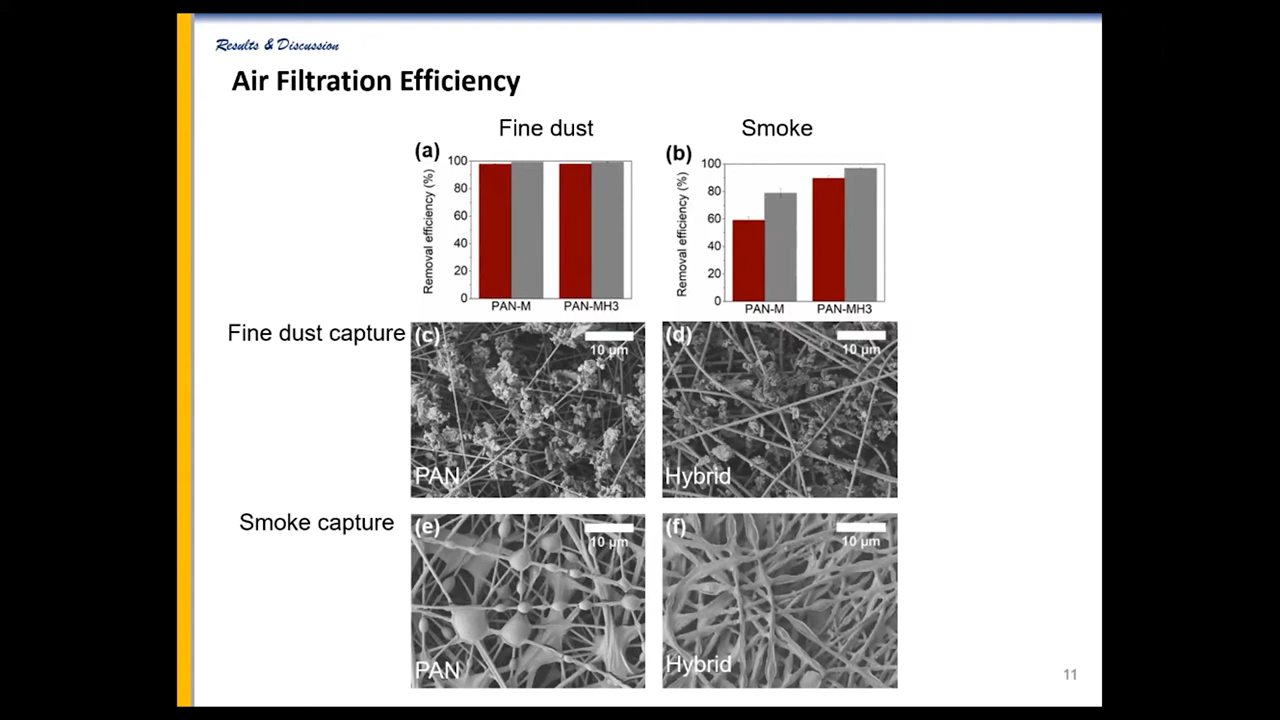 Results & Discussion
Air Filtration Efficiency
Fine dust
Smoke
(a)
Removal efficiency (%)
100
80
60
40
20
0
PAN-M
PAN-MH3
(b)
Removal efficiency (%)
100
80
60
40
20
0
PAN-M
PAN-MH3
Fine dust capture
(c)
10 µm
PAN
(d)
10 µm
Hybrid
Smoke capture
(e)
10 µm
PAN
(f)
10 µm
Hybrid
11